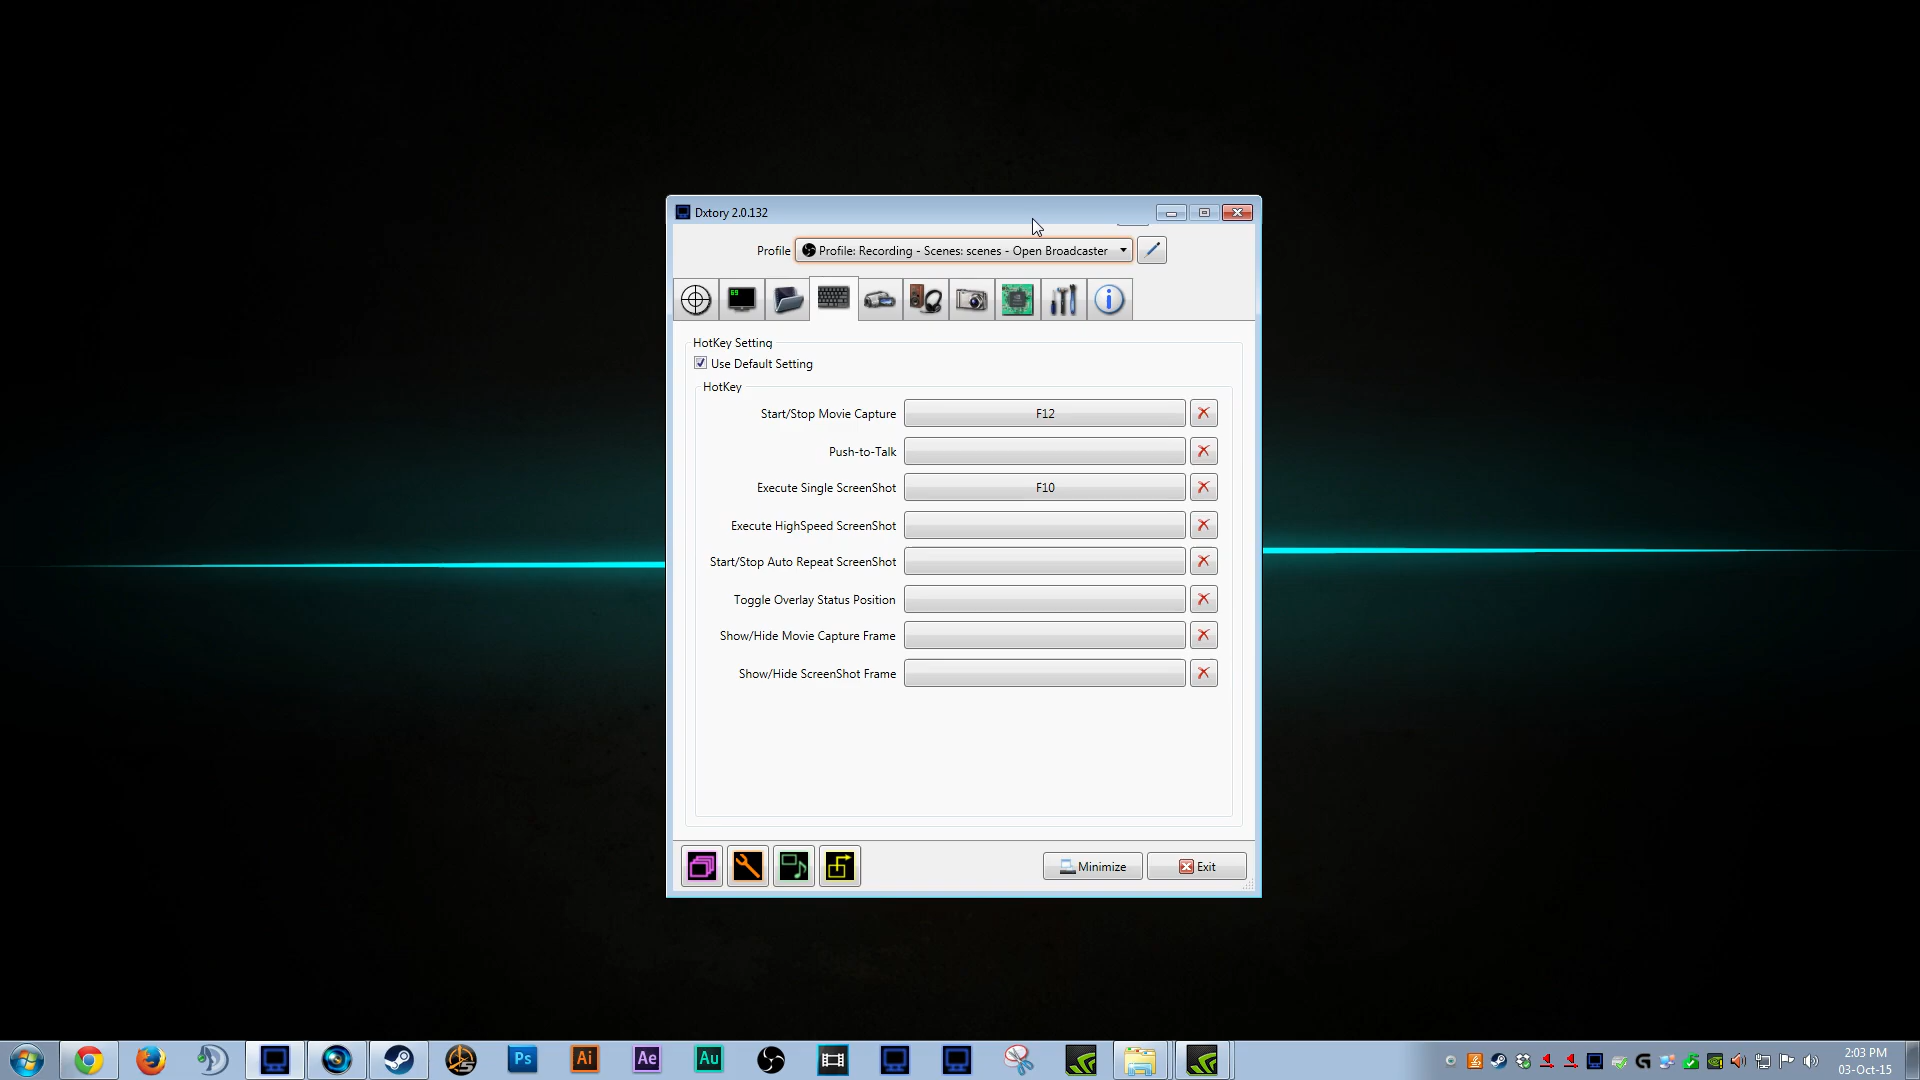 Dxtory 2.0.132
Profile
Profile: Recording - Scenes: scenes - Open Broadcaster
69
HotKey Setting
Use Default Setting
HotKey
Start/Stop Movie Capture
F12
Push-to-Talk
Execute Single ScreenShot
F10
Execute HighSpeed ScreenShot
Start/Stop Auto Repeat ScreenShot
Toggle Overlay Status Position
Show/Hide Movie Capture Frame
Show/Hide ScreenShot Frame
Minimize
Exit
Ps
Ai
Ae
Au
2:03 PM
03-Oct-15